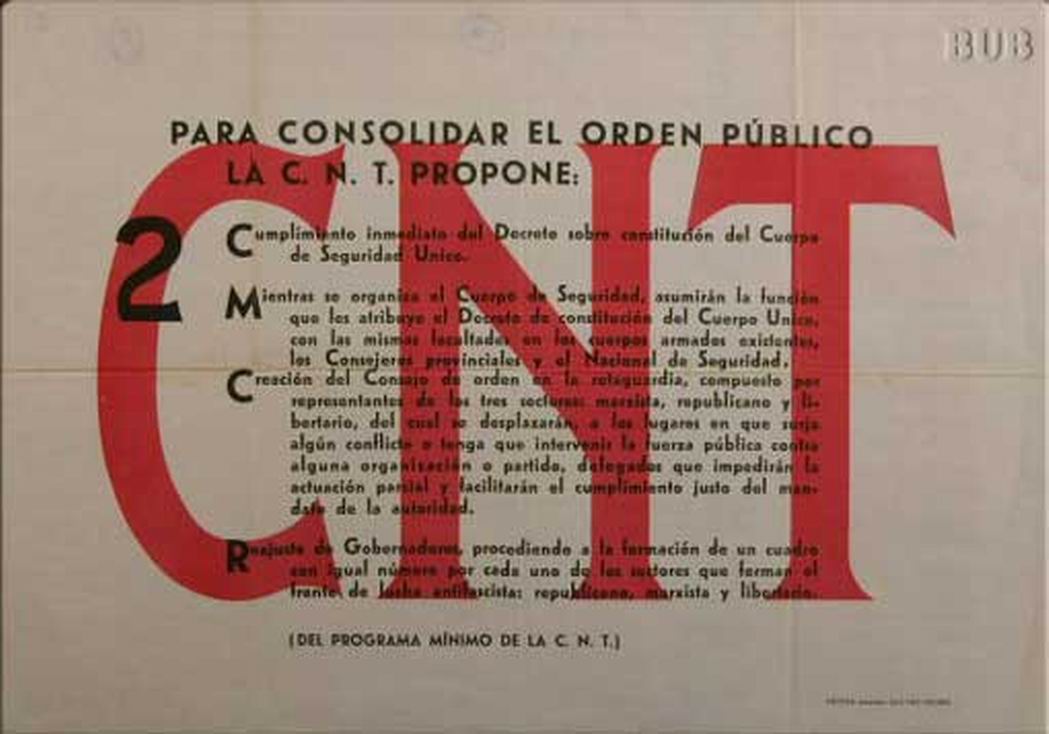 BUB
PARA CONSOLIDAR EL ORDEN PÚBLICO
LA C. N. T. PROPONE:
CNT
2
Cumplimiento inmediato del Decreto sobre constitución del Cuerpo
de Seguridad Unico.
Mientras se organiza el Cuerpo de Seguridad, asumirán la función
que les atribuye el Decreto de constitución del Cuerpo Unico,
con las mismas facultades en los cuerpos armados existentes,
los Consejeros provinciales y el Nacional de Seguridad.
Creación del Consejo de orden en la retaguardia, compuesto por
representantes de los tres sectores: marxista, republicano y li-
bertario, del cual se desplazarán, a los lugares en que surja
algún conflicto o tenga que intervenir la fuerza pública contra
alguna organización o partido, delegados que impedirán la
actuación parcial y facilitarán el cumplimiento justo del man-
dato de la autoridad.
Reajuste de Gobernadores, procediendo a la formación de un cuadro
con igual número por cada uno de los sectores que forman el
frente de lucha antifascista: republicano, marxista y libertario.
(DEL PROGRAMA MÍNIMO DE LA C. N. T.)